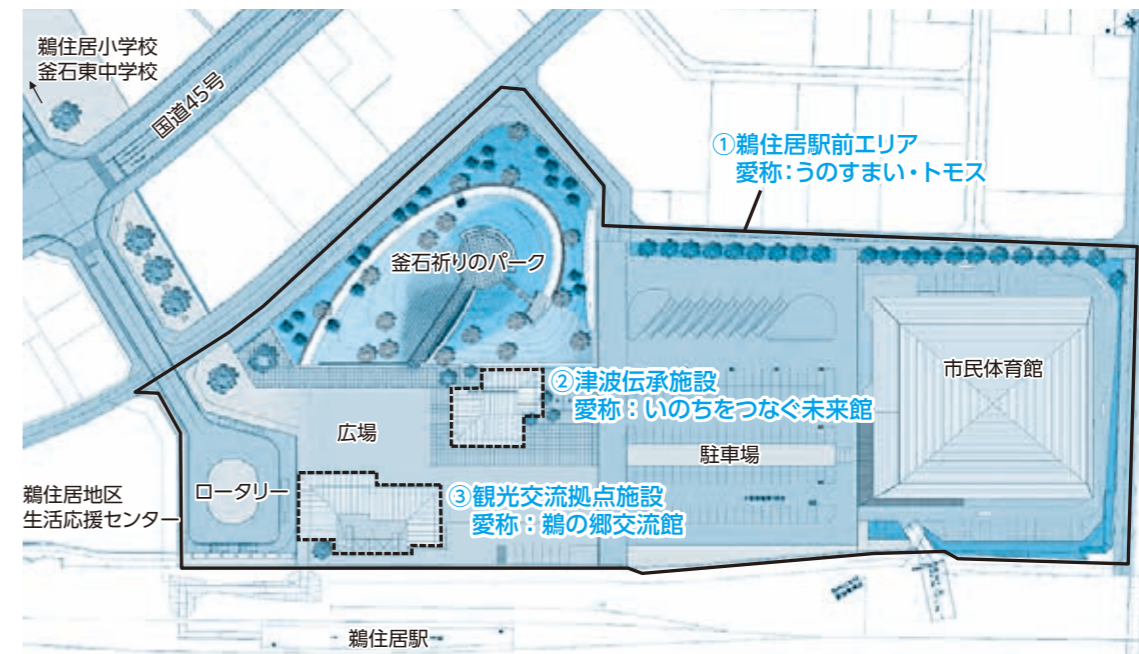 鵜住居小学校
釜石東中学校
国道45号
①鵜住居駅前エリア
愛称：うのすまい・トモス
釜石祈りのパーク
市民体育館
②津波伝承施設
愛称：いのちをつなぐ未来館
広場
駐車場
ロータリー
鵜住居地区
生活応援センター
③観光交流拠点施設
愛称：鵜の郷交流館
鵜住居駅